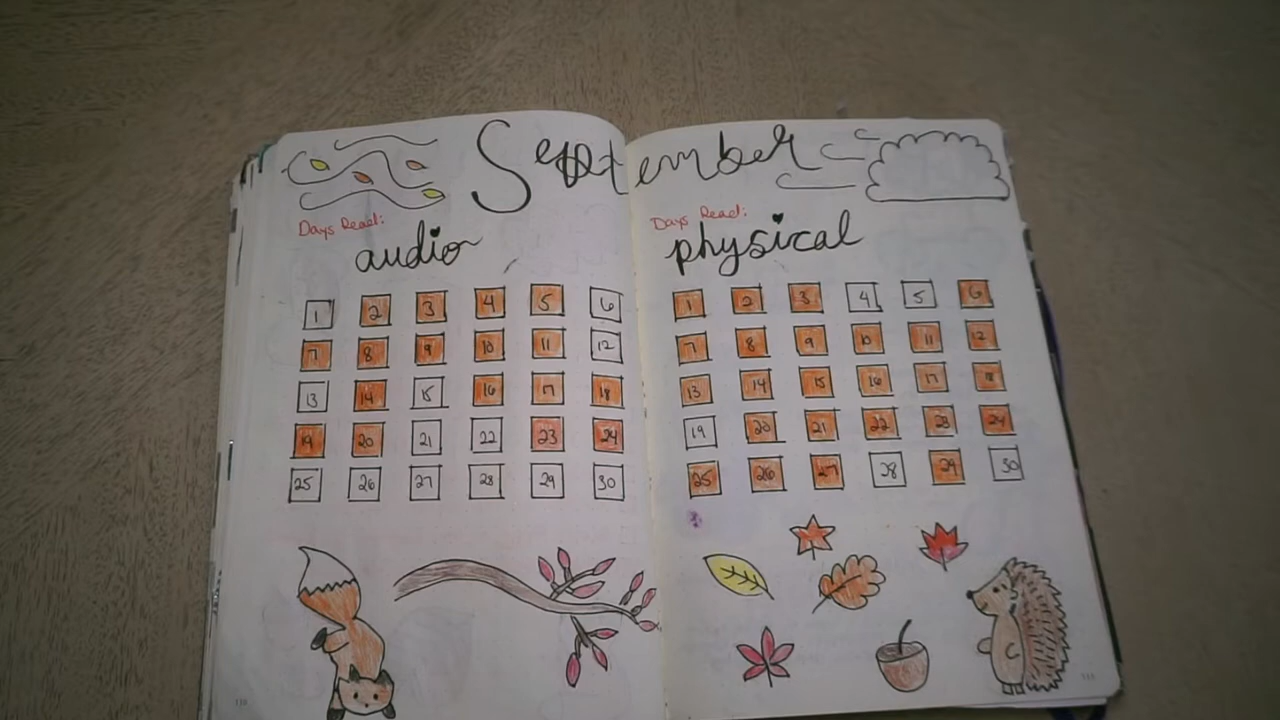 September
Days Read:
audio
1 2 3 4 5 6
7 8 9 10 11 12
13 14 15 16 17 18
19 20 21 22 23 24
25 26 27 28 29 30
110
Days Read:
physical
1 2 3 4 5 6
7 8 9 10 11 12
13 14 15 16 17 18
19 20 21 22 23 24
25 26 27 28 29 30
111